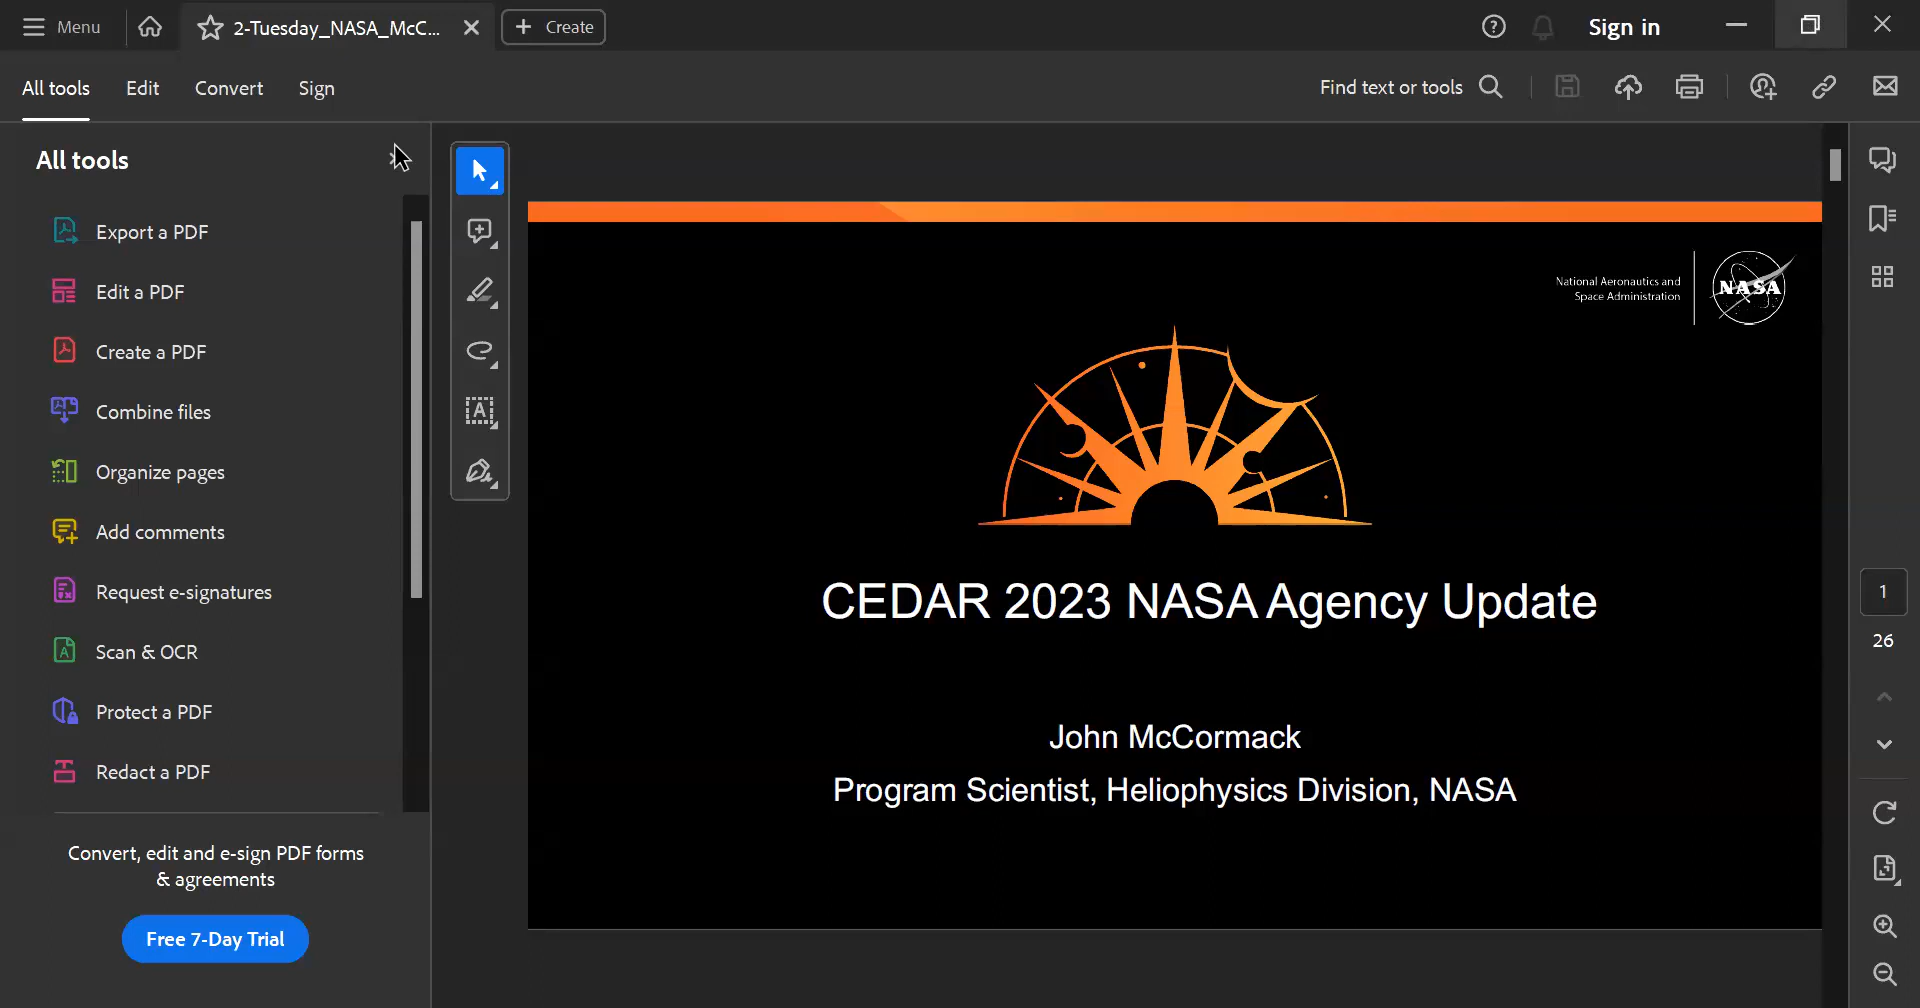 Menu
2-Tuesday_NASA_McC...
Create
Sign in
All tools
Edit
Convert
Sign
Find text or tools
All tools
Export a PDF
Edit a PDF
Create a PDF
Combine files
Organize pages
Add comments
Request e-signatures
Scan & OCR
Protect a PDF
Redact a PDF
Convert, edit and e-sign PDF forms
& agreements
Free 7-Day Trial
National Aeronautics and
Space Administration
NASA
CEDAR 2023 NASA Agency Update
John McCormack
Program Scientist, Heliophysics Division, NASA
1
26